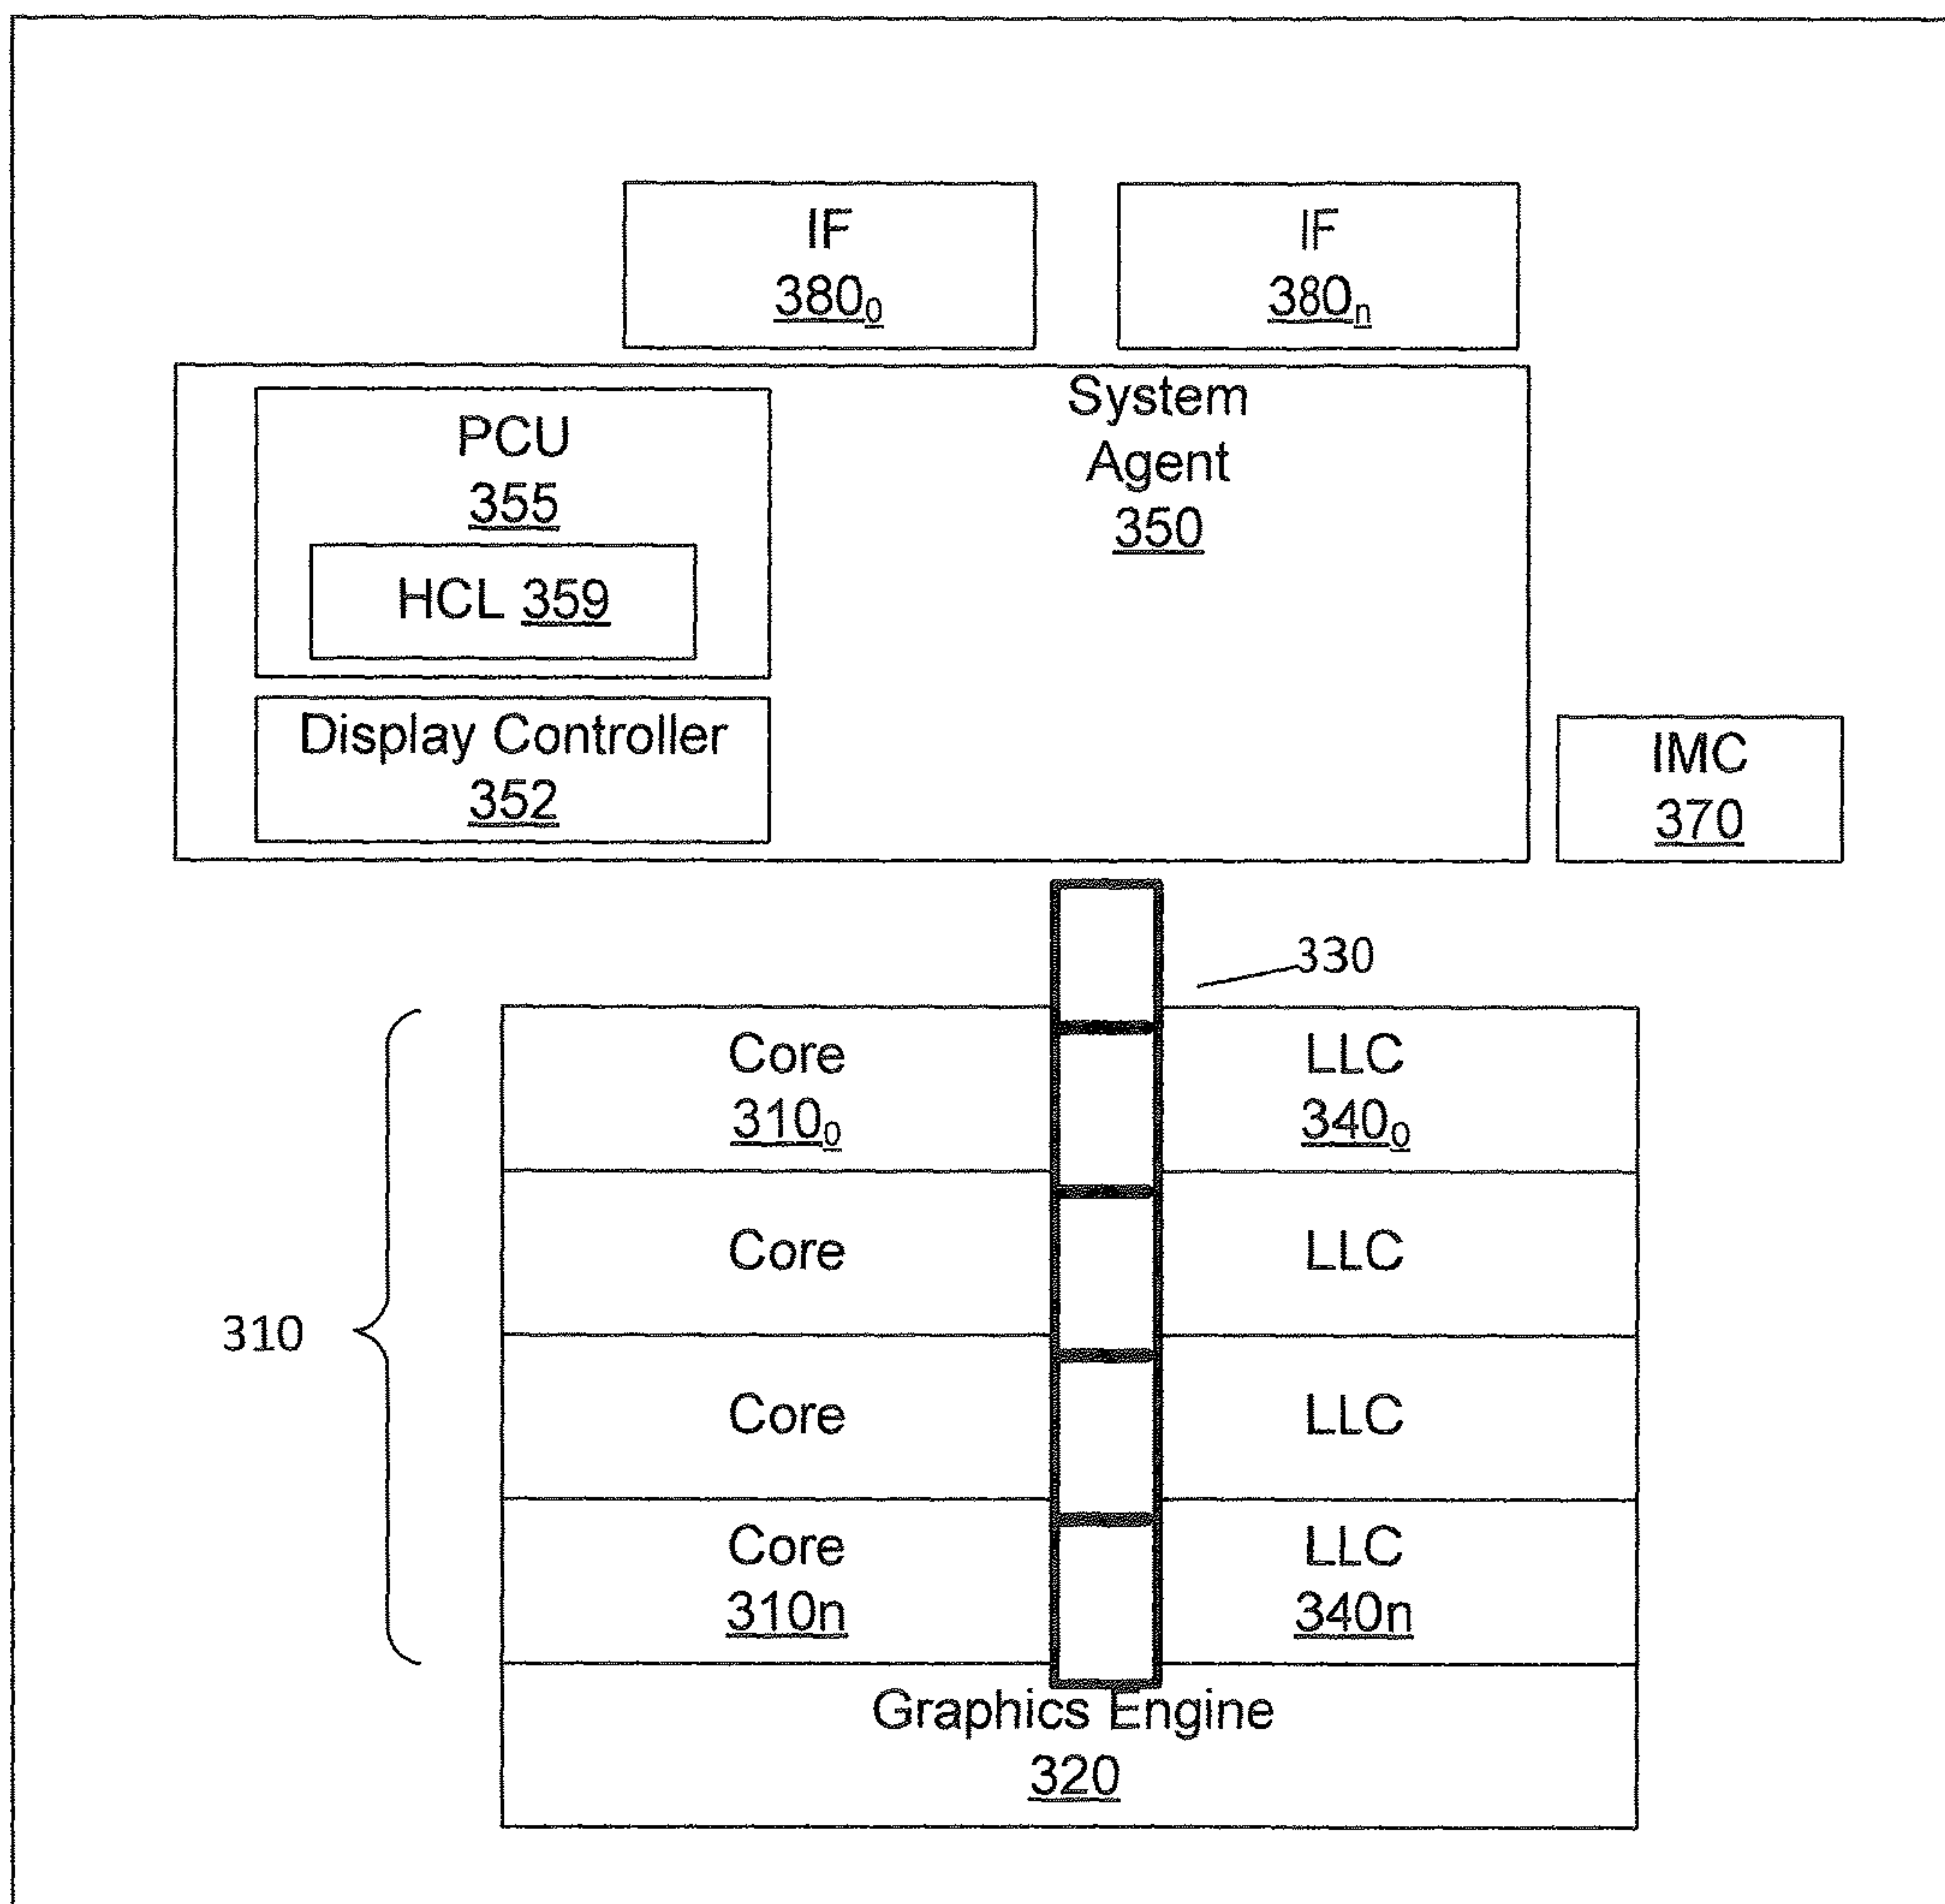 IF
380₀
IF
380ₙ
System
Agent
350
PCU
355
HCL 359
Display Controller
352
IMC
370
330
310
Core
310₀
LLC
340₀
Core
LLC
Core
LLC
Core
310n
LLC
340n
Graphics Engine
320